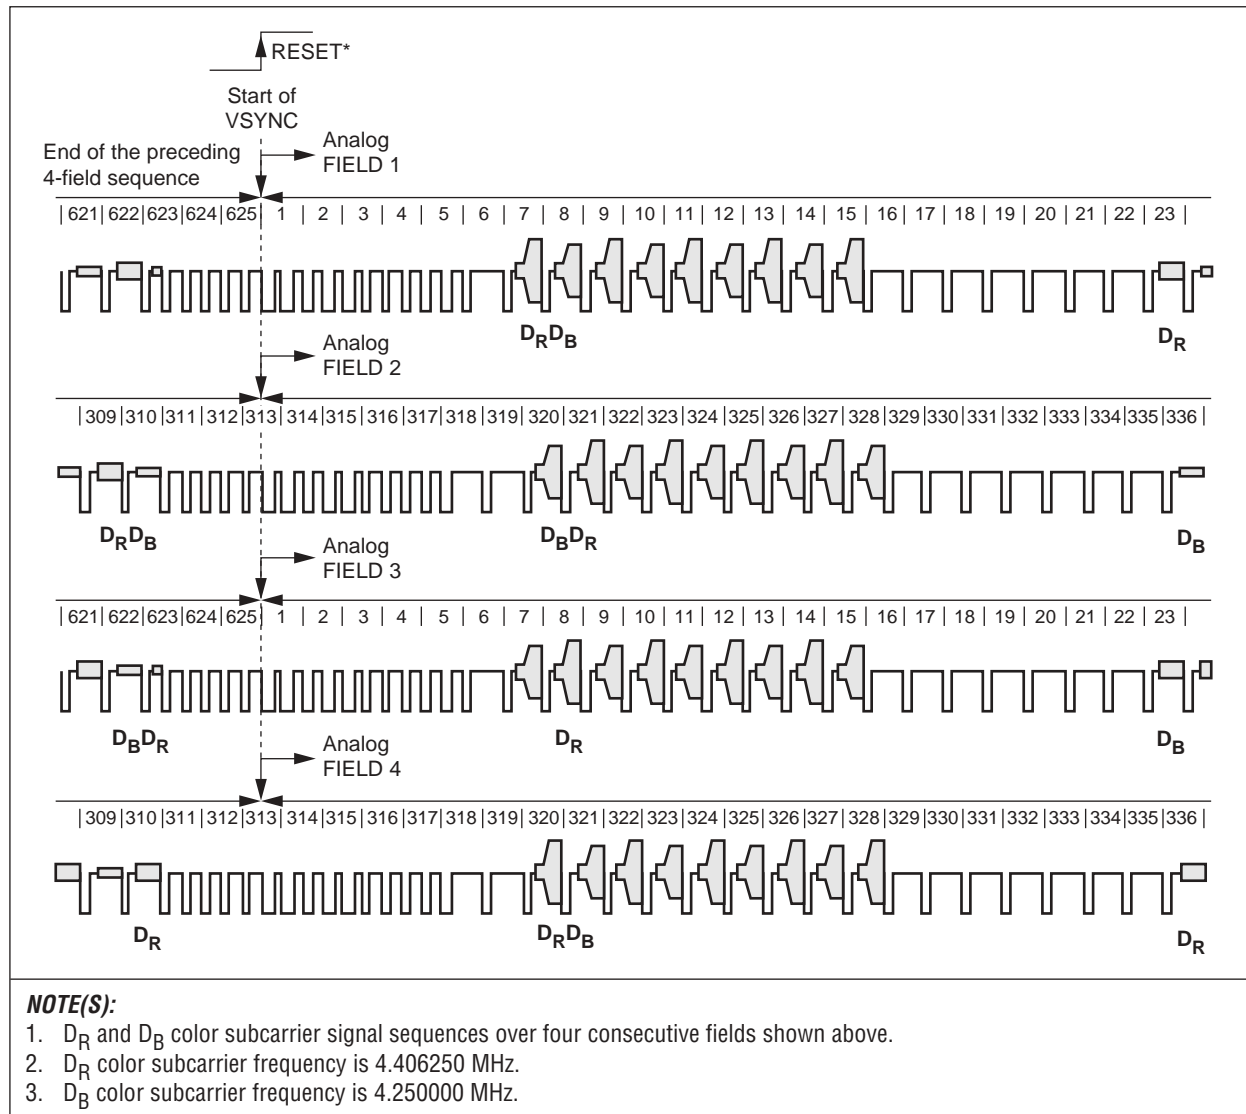 RESET*
Start of
VSYNC
Analog
FIELD 1
End of the preceding
4-field sequence
| 621 | 622 | 623 | 624 | 625 | 1 | 2 | 3 | 4 | 5 | 6 | 7 | 8 | 9 | 10 | 11 | 12 | 13 | 14 | 15 | 16 | 17 | 18 | 19 | 20 | 21 | 22 | 23 |
DRDB
DR
Analog
FIELD 2
| 309 | 310 | 311 | 312 | 313 | 314 | 315 | 316 | 317 | 318 | 319 | 320 | 321 | 322 | 323 | 324 | 325 | 326 | 327 | 328 | 329 | 330 | 331 | 332 | 333 | 334 | 335 | 336 |
DRDB
DBDR
DB
Analog
FIELD 3
| 621 | 622 | 623 | 624 | 625 | 1 | 2 | 3 | 4 | 5 | 6 | 7 | 8 | 9 | 10 | 11 | 12 | 13 | 14 | 15 | 16 | 17 | 18 | 19 | 20 | 21 | 22 | 23 |
DBDR
DR
DB
Analog
FIELD 4
| 309 | 310 | 311 | 312 | 313 | 314 | 315 | 316 | 317 | 318 | 319 | 320 | 321 | 322 | 323 | 324 | 325 | 326 | 327 | 328 | 329 | 330 | 331 | 332 | 333 | 334 | 335 | 336 |
DR
DRDB
DR
NOTE(S):
1. DR and DB color subcarrier signal sequences over four consecutive fields shown above.
2. DR color subcarrier frequency is 4.406250 MHz.
3. DB color subcarrier frequency is 4.250000 MHz.